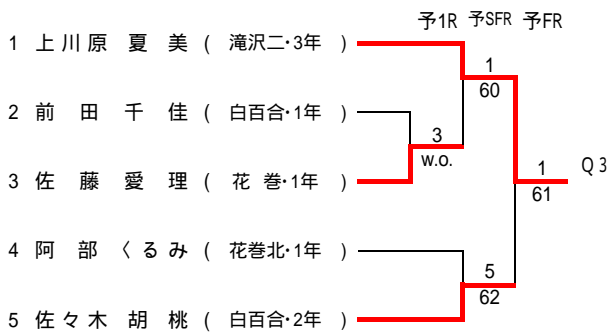 予1R 予SFR 予FR
1 上川原 夏美 ( 滝沢二・3年 )
1
60
2 前田千佳 ( 白百合・1年 )
3
w.o.
Q3
1
61
3 佐藤愛理 ( 花巻・1年 )
4 阿部くるみ ( 花巻北・1年 )
5
62
5 佐々木胡桃 ( 白百合・2年 )